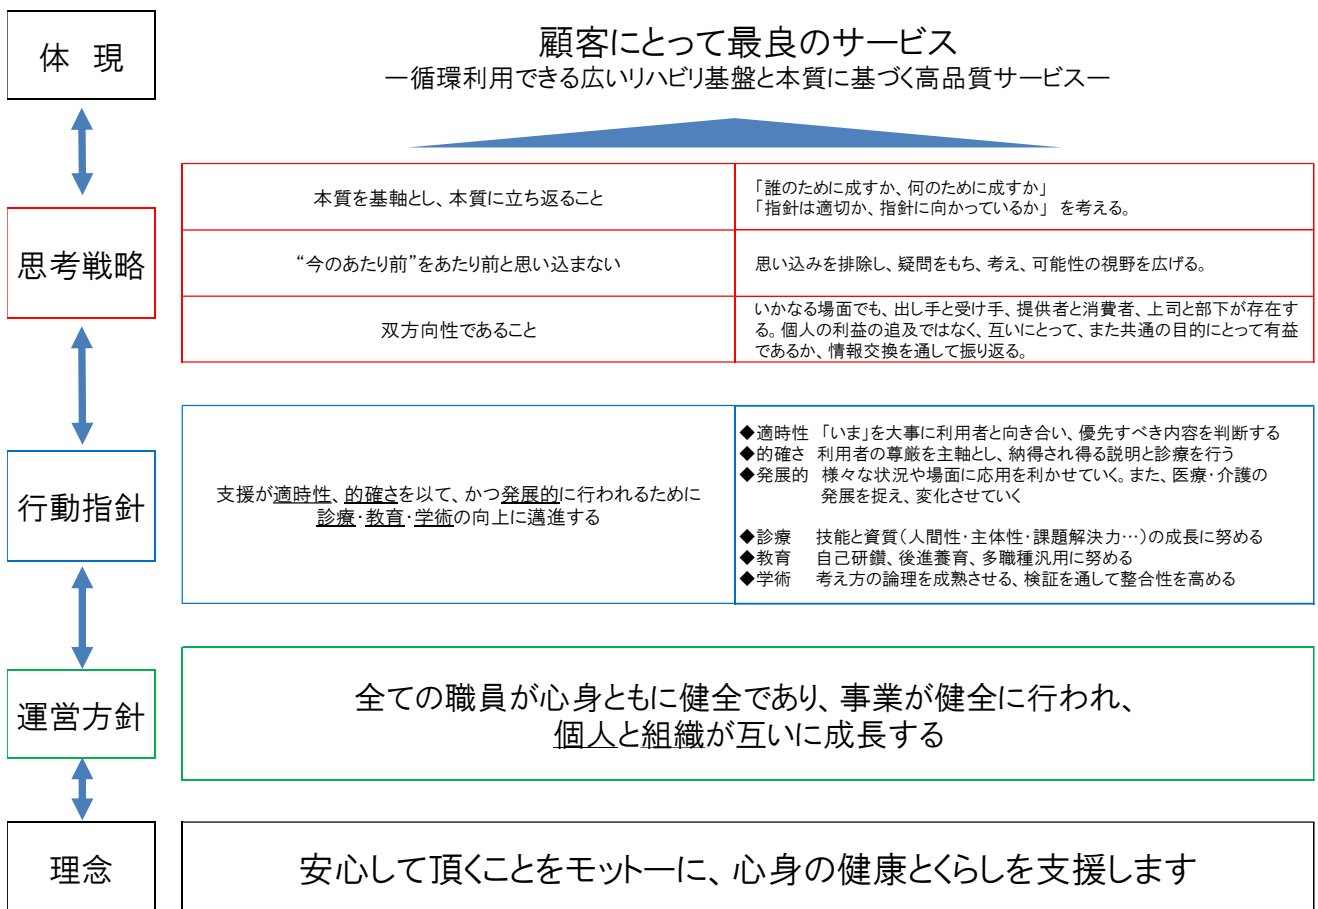 体 現
顧客にとって最良のサービス
ー循環利用できる広いリハビリ基盤と本質に基づく高品質サービスー
思考戦略
本質を基軸とし、本質に立ち返ること
「誰のために成すか、何のために成すか」
「指針は適切か、指針に向かっているか」 を考える。
“今のあたり前”をあたり前と思い込まない
思い込みを排除し、疑問をもち、考え、可能性の視野を広げる。
双方向性であること
いかなる場面でも、出し手と受け手、提供者と消費者、上司と部下が存在す
る。個人の利益の追及ではなく、互いにとって、また共通の目的にとって有益
であるか、情報交換を通して振り返る。
行動指針
支援が適時性、的確さを以て、かつ発展的に行われるために
診療・教育・学術の向上に邁進する
◆適時性 「いま」を大事に利用者と向き合い、優先すべき内容を判断する
◆的確さ 利用者の尊厳を主軸とし、納得され得る説明と診療を行う
◆発展的 様々な状況や場面に応用を利かせていく。また、医療・介護の
発展を捉え、変化させていく
◆診療 技能と資質（人間性・主体性・課題解決力…）の成長に努める
◆教育 自己研鑽、後進養育、多職種汎用に努める
◆学術 考え方の論理を成熟させる、検証を通して整合性を高める
運営方針
全ての職員が心身ともに健全であり、事業が健全に行われ、
個人と組織が互いに成長する
理念
安心して頂くことをモットーに、心身の健康とくらしを支援します